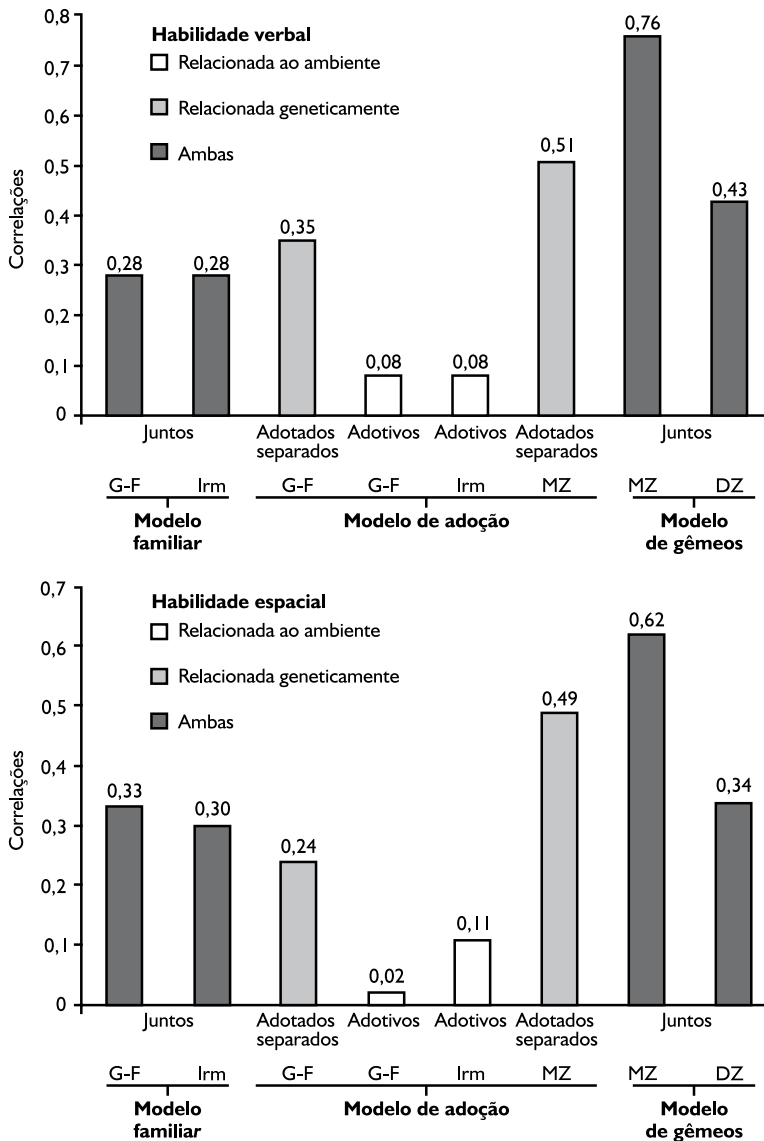 0,8
0,7
0,6
0,5
0,4
0,3
0,2
0,1
0
Correlações
Habilidade verbal
Relacionada ao ambiente
Relacionada geneticamente
Ambas
0,28
0,28
0,35
0,08
0,08
0,51
0,76
0,43
Juntos
Adotados separados
Adotivos
Adotivos
Adotados separados
Juntos
G-F Irm G-F G-F Irm MZ MZ DZ
Modelo familiar
Modelo de adoção
Modelo de gêmeos
0,7
0,6
0,5
0,4
0,3
0,2
0,1
0
Correlações
Habilidade espacial
Relacionada ao ambiente
Relacionada geneticamente
Ambas
0,33
0,30
0,24
0,02
0,11
0,49
0,62
0,34
Juntos
Adotados separados
Adotivos
Adotivos
Adotados separados
Juntos
G-F Irm G-F G-F Irm MZ MZ DZ
Modelo familiar
Modelo de adoção
Modelo de gêmeos